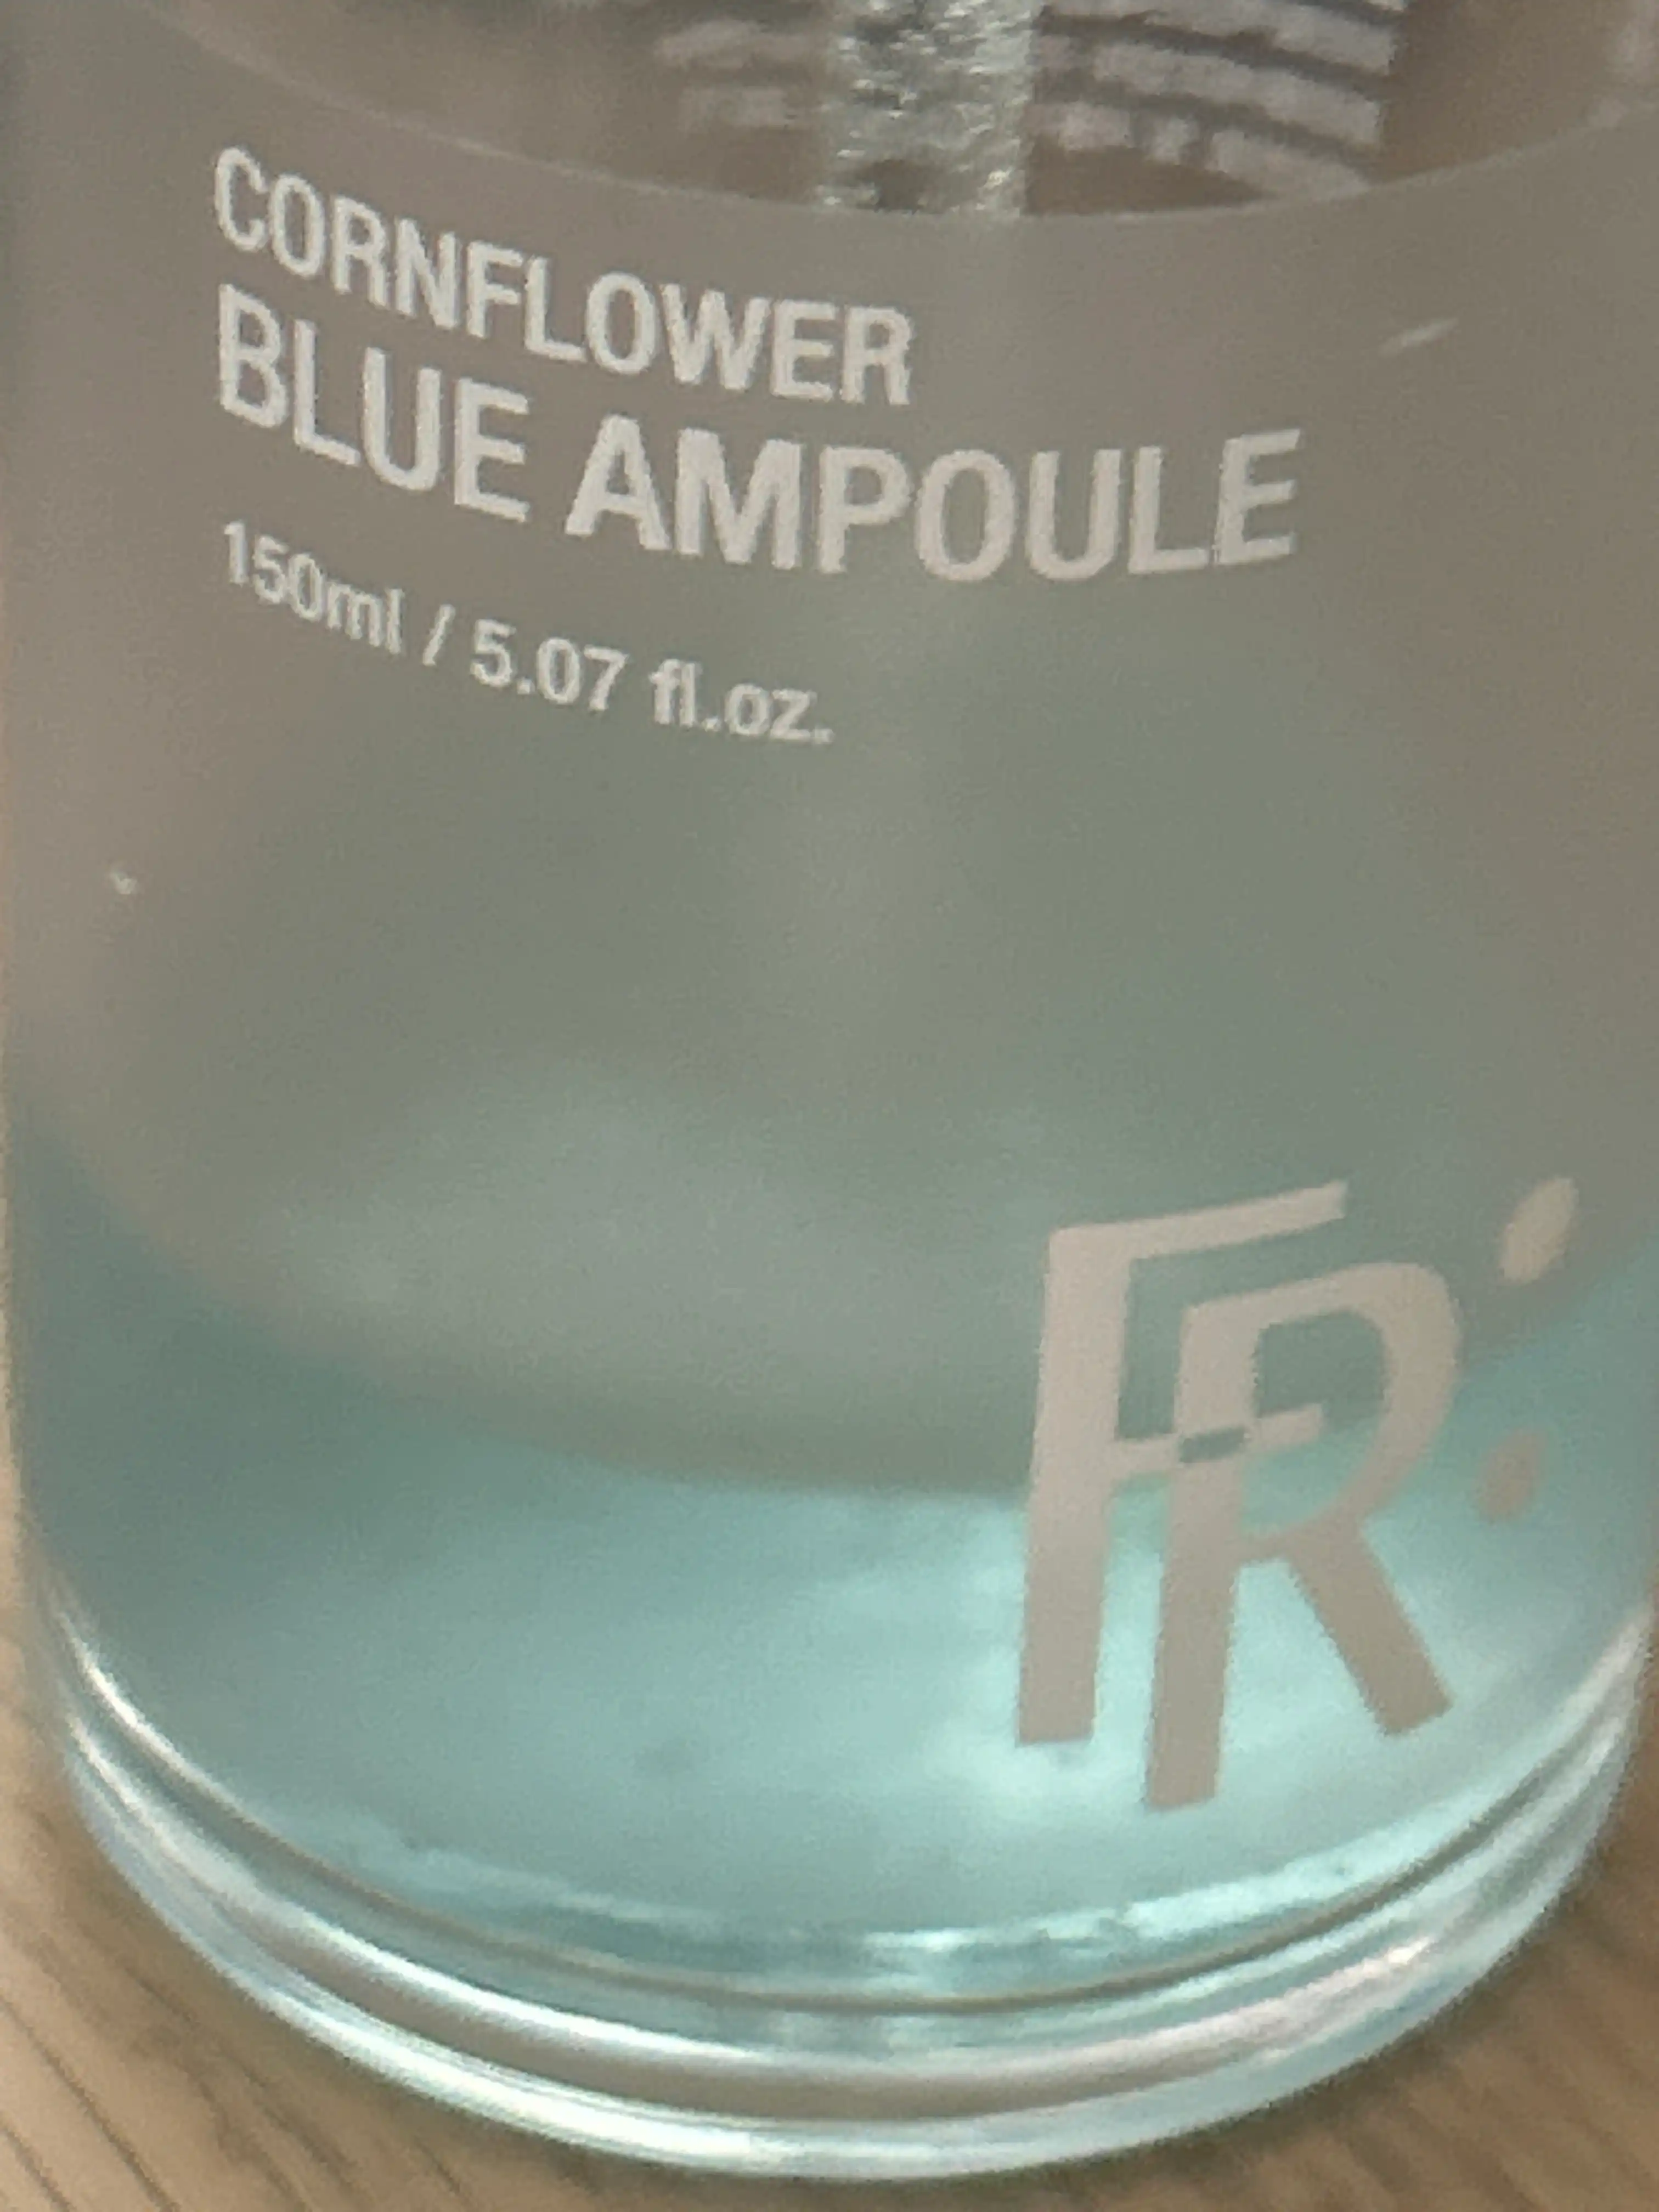 CORNFLOWER
BLUE AMPOULE
150ml / 5.07 fl.oz.
FR: